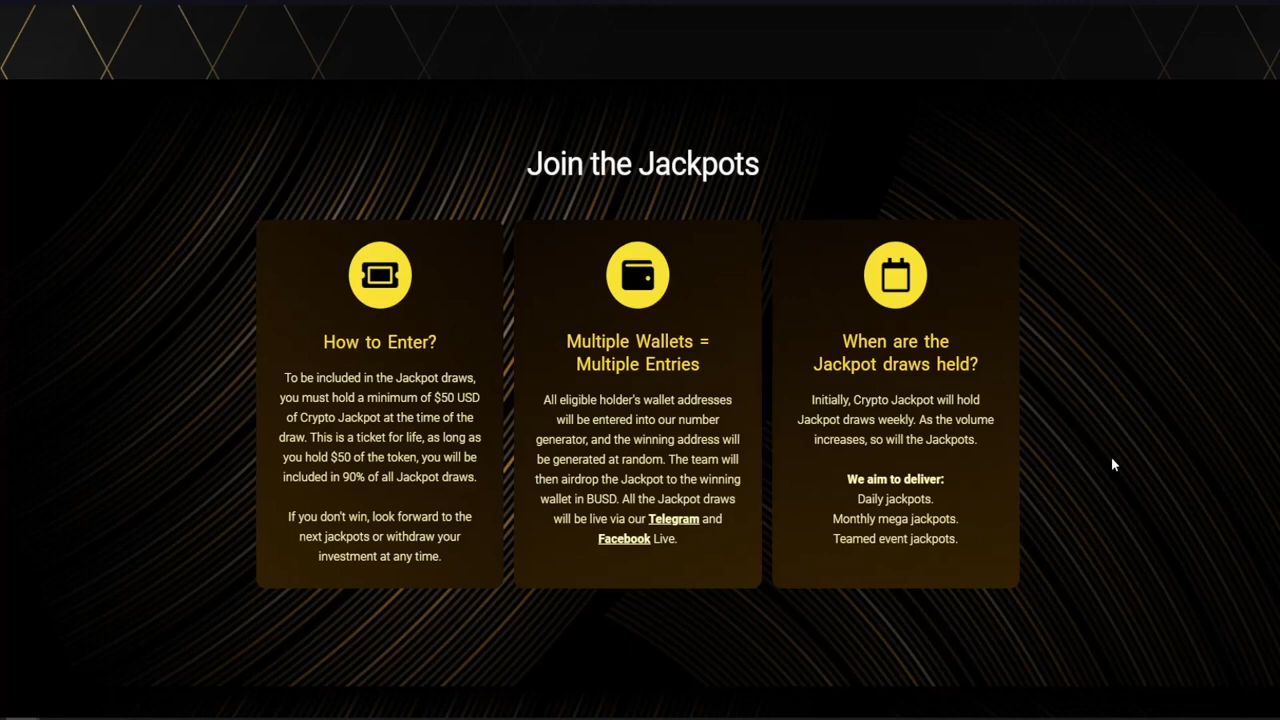 Join the Jackpots
How to Enter?
To be included in the Jackpot draws,
you must hold a minimum of $50 USD
of Crypto Jackpot at the time of the
draw. This is a ticket for life, as long as
you hold $50 of the token, you will be
included in 90% of all Jackpot draws.
If you don't win, look forward to the
next jackpots or withdraw your
investment at any time.
Multiple Wallets =
Multiple Entries
All eligible holder's wallet addresses
will be entered into our number
generator, and the winning address will
be generated at random. The team will
then airdrop the Jackpot to the winning
wallet in BUSD. All the Jackpot draws
will be live via our Telegram and
Facebook Live.
When are the
Jackpot draws held?
Initially, Crypto Jackpot will hold
Jackpot draws weekly. As the volume
increases, so will the Jackpots.
We aim to deliver:
Daily jackpots.
Monthly mega jackpots.
Teamed event jackpots.